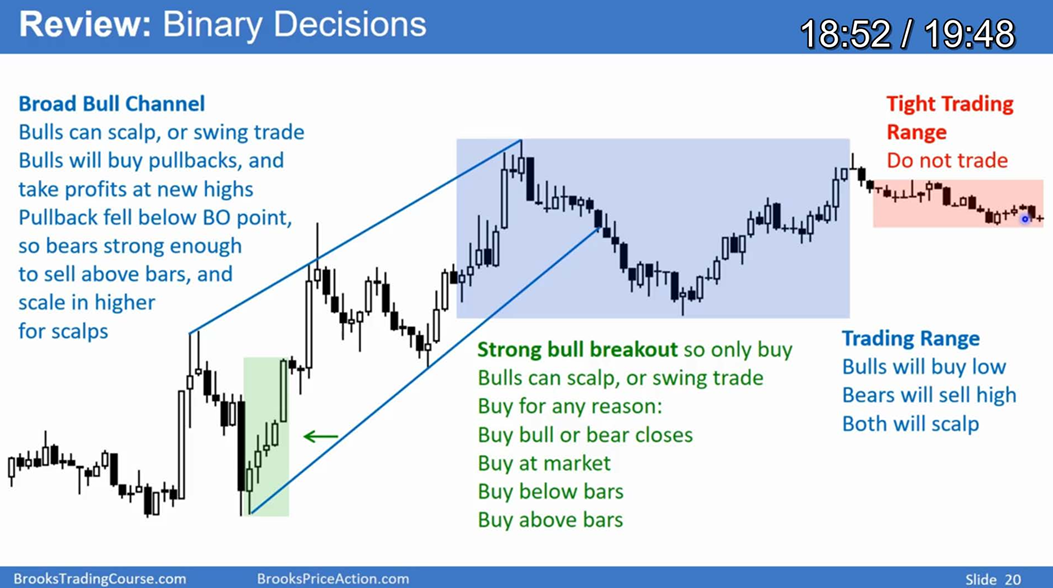 Review: Binary Decisions
18:52 / 19:48
Broad Bull Channel
Bulls can scalp, or swing trade
Bulls will buy pullbacks, and
take profits at new highs
Pullback fell below BO point,
so bears strong enough
to sell above bars, and
scale in higher
for scalps
Tight Trading
Range
Do not trade
Strong bull breakout so only buy
Bulls can scalp, or swing trade
Buy for any reason:
Buy bull or bear closes
Buy at market
Buy below bars
Buy above bars
Trading Range
Bulls will buy low
Bears will sell high
Both will scalp
BrooksTradingCourse.com
BrooksPriceAction.com
Slide 20